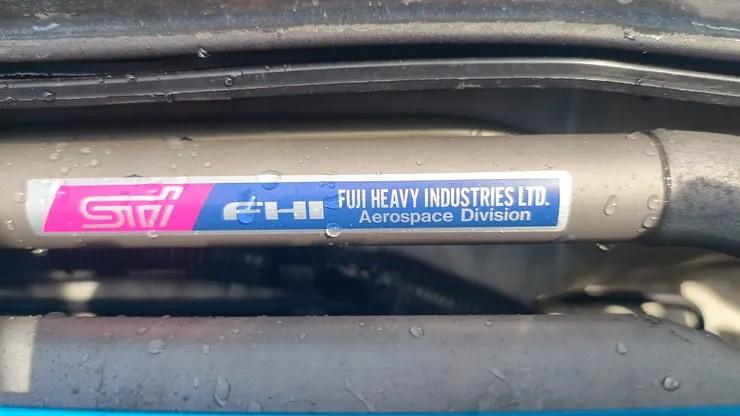 STi FHI FUJI HEAVY INDUSTRIES LTD.
Aerospace Division